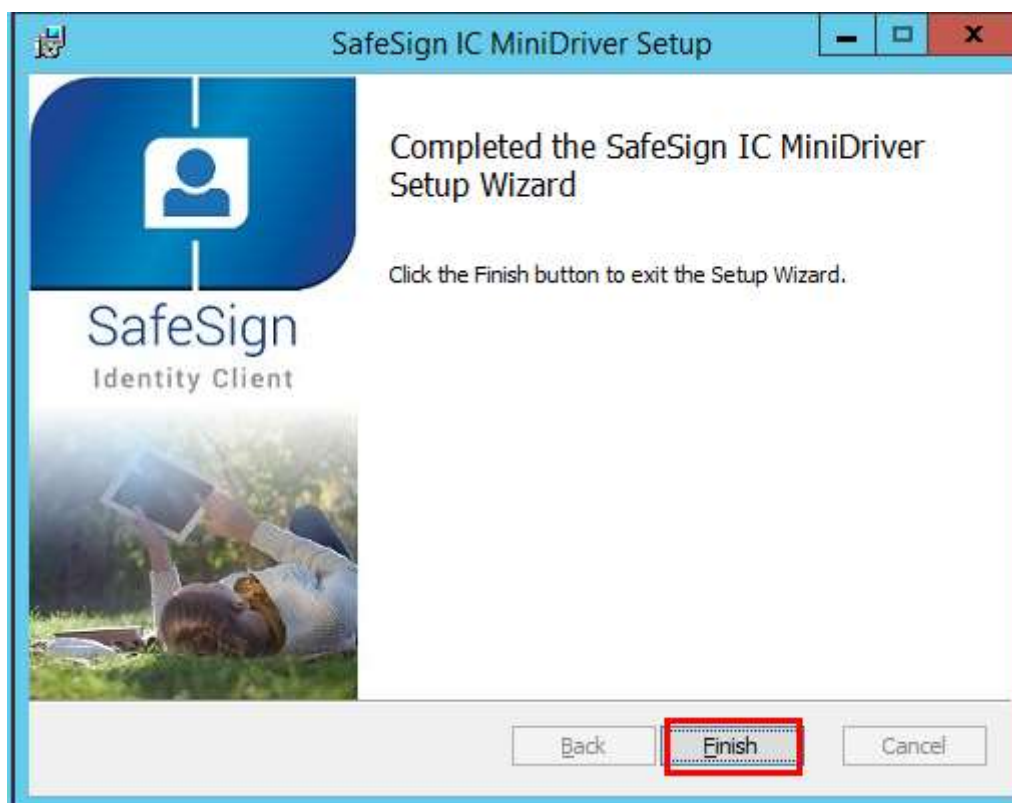 SafeSign IC MiniDriver Setup
Completed the SafeSign IC MiniDriver
Setup Wizard
Click the Finish button to exit the Setup Wizard.
SafeSign
Identity Client
Back
Finish
Cancel